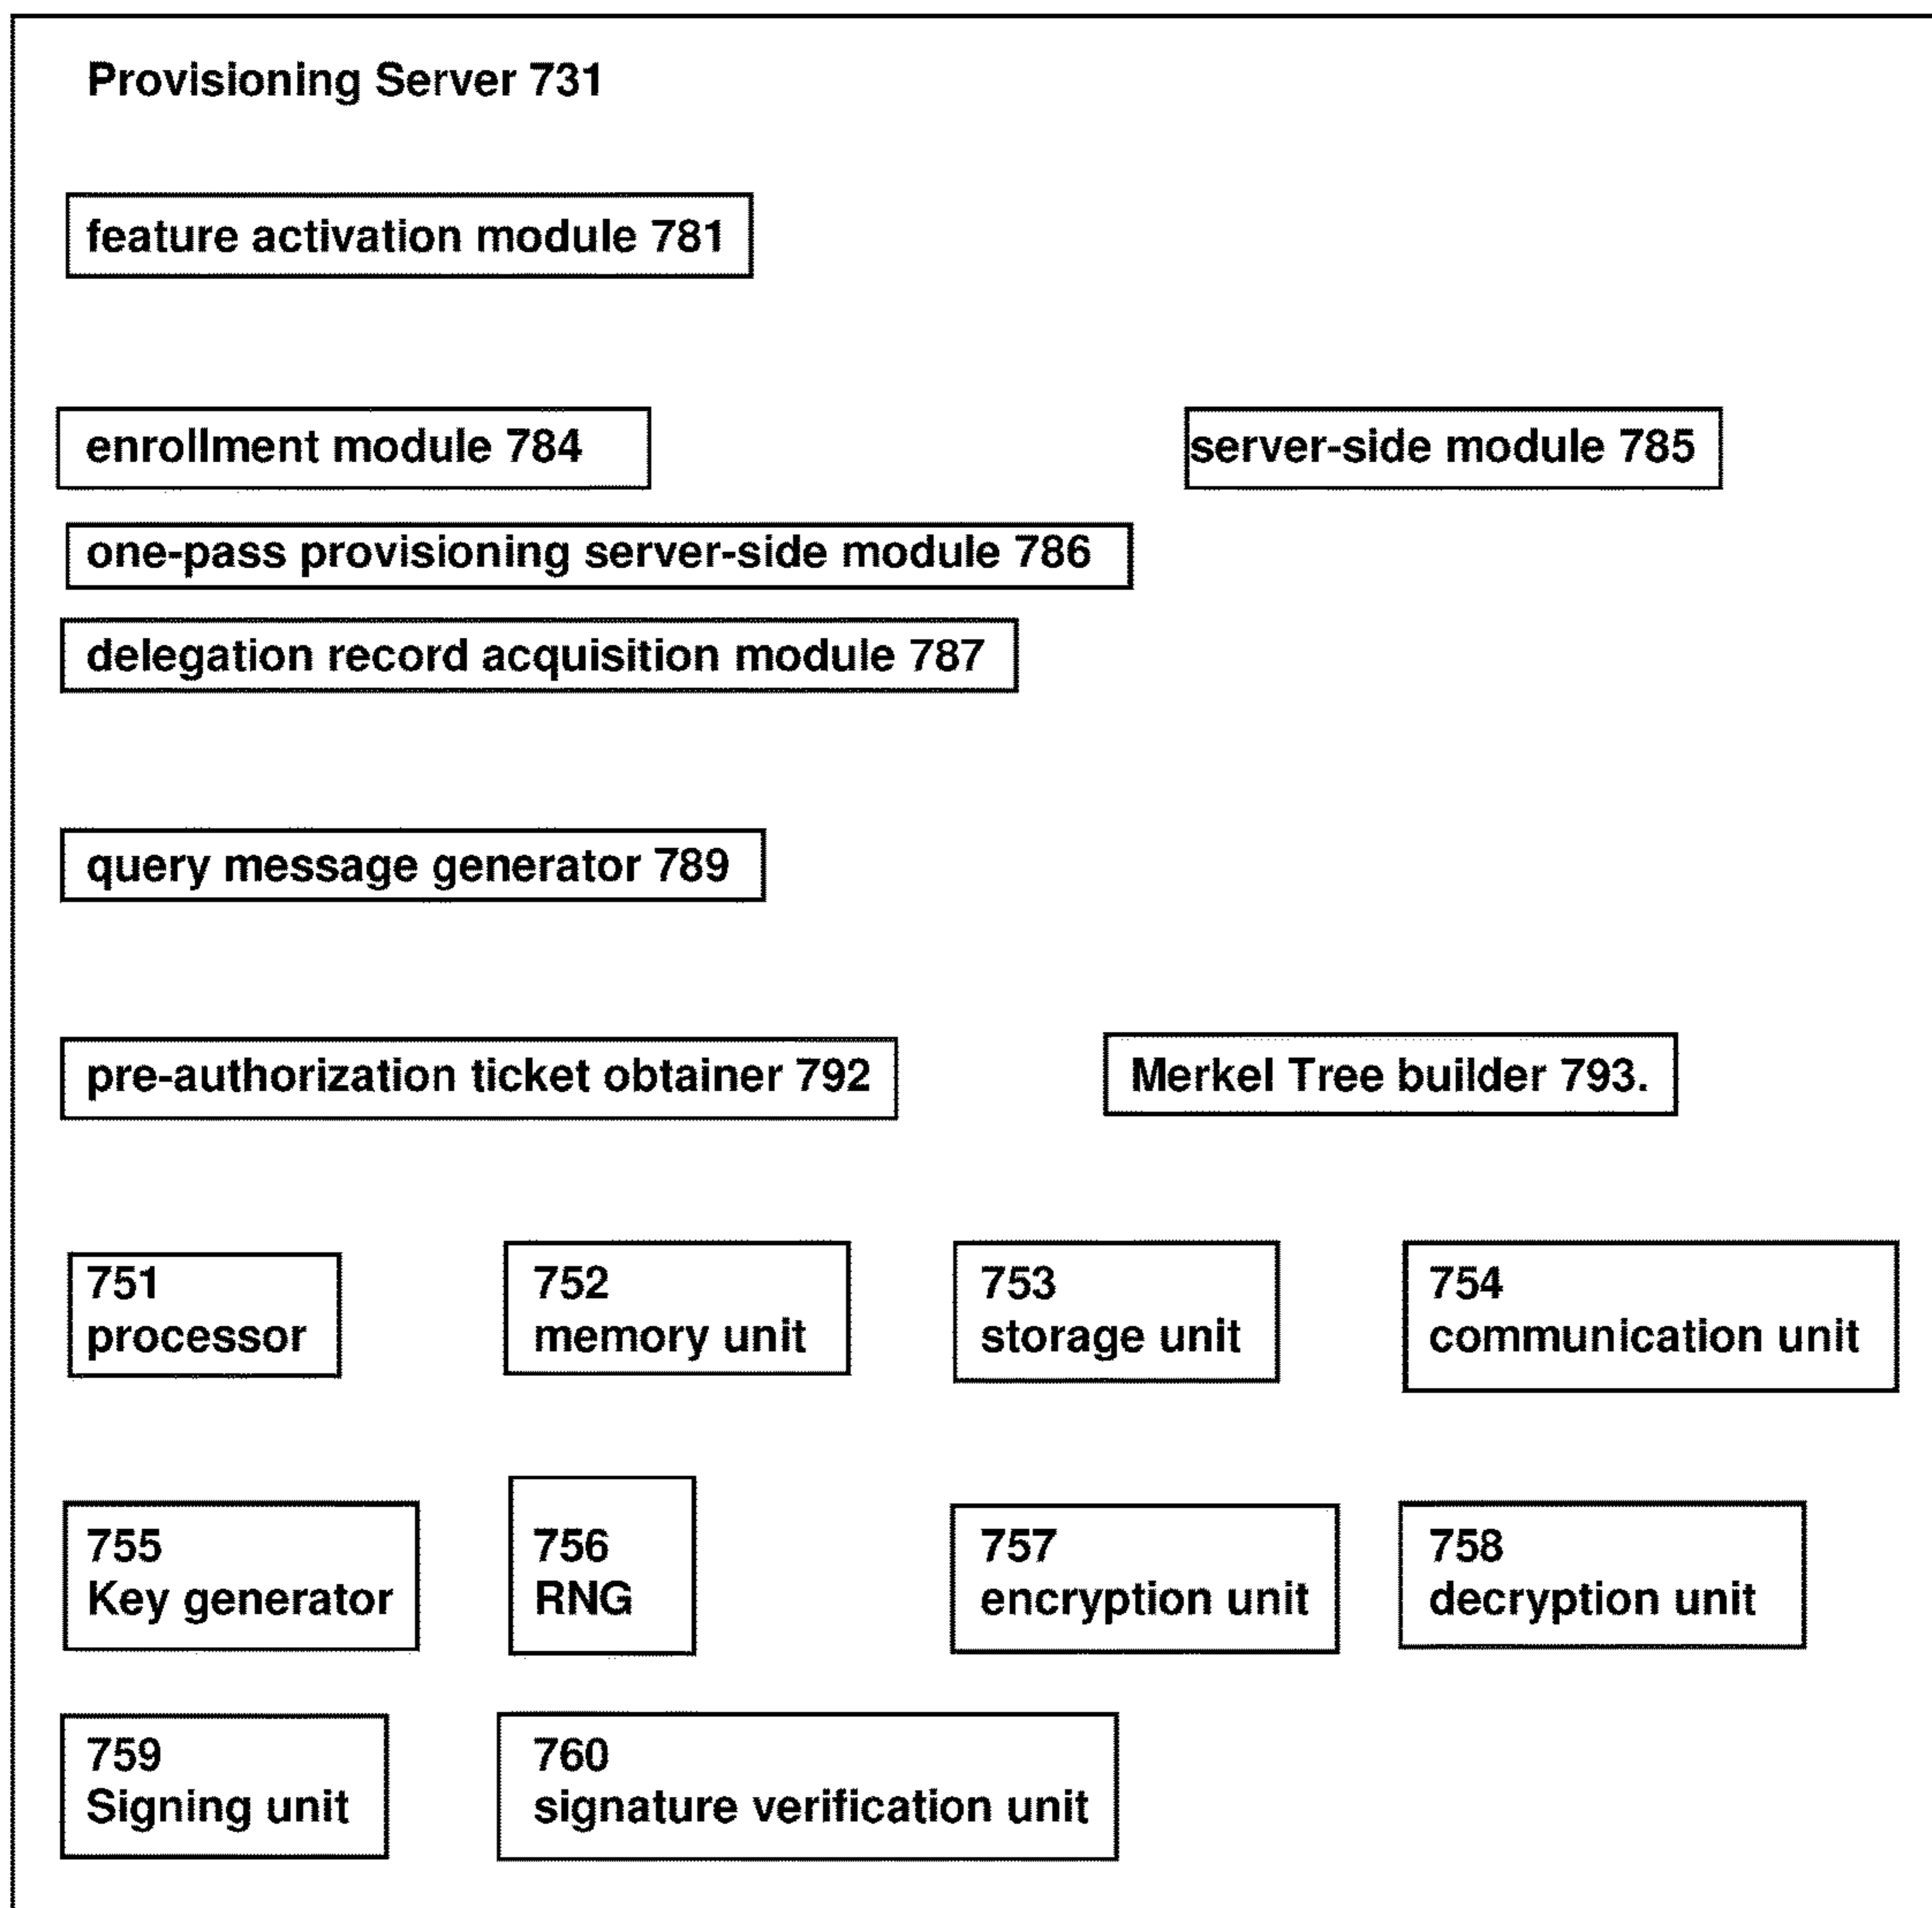 Provisioning Server 731
feature activation module 781
enrollment module 784
server-side module 785
one-pass provisioning server-side module 786
delegation record acquisition module 787
query message generator 789
pre-authorization ticket obtainer 792
Merkel Tree builder 793.
751
processor
752
memory unit
753
storage unit
754
communication unit
755
Key generator
756
RNG
757
encryption unit
758
decryption unit
759
Signing unit
760
signature verification unit